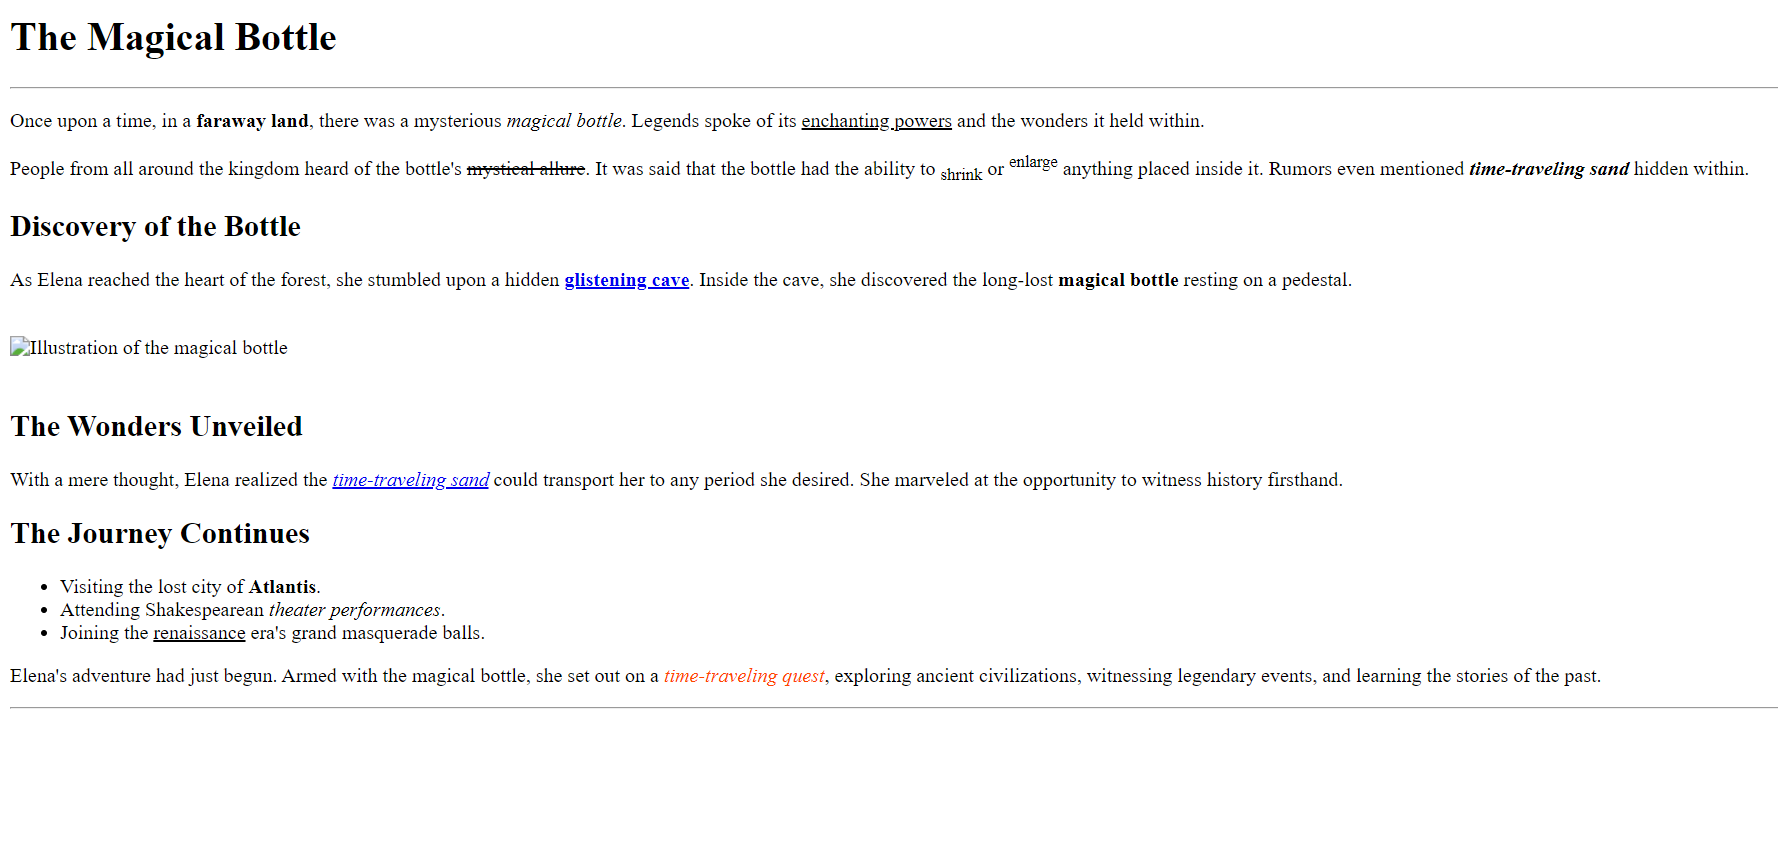 The Magical Bottle
Once upon a time, in a faraway land, there was a mysterious magical bottle. Legends spoke of its enchanting powers and the wonders it held within.
People from all around the kingdom heard of the bottle's mystical allure. It was said that the bottle had the ability to shrink or enlarge anything placed inside it. Rumors even mentioned time-traveling sand hidden within.
Discovery of the Bottle
As Elena reached the heart of the forest, she stumbled upon a hidden glistening cave. Inside the cave, she discovered the long-lost magical bottle resting on a pedestal.
Illustration of the magical bottle
The Wonders Unveiled
With a mere thought, Elena realized the time-traveling sand could transport her to any period she desired. She marveled at the opportunity to witness history firsthand.
The Journey Continues
• Visiting the lost city of Atlantis.
• Attending Shakespearean theater performances.
• Joining the renaissance era's grand masquerade balls.
Elena's adventure had just begun. Armed with the magical bottle, she set out on a time-traveling quest, exploring ancient civilizations, witnessing legendary events, and learning the stories of the past.